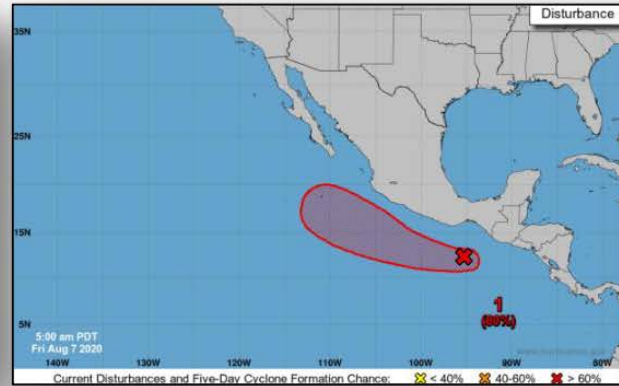 Disturbance
35N
25N
15N
5N
1
(80%)
5:00 am PDT
Fri Aug 7 2020
140W 130W 120W 110W 100W 90W 80W
Current Disturbances and Five-Day Cyclone Formation Chance: < 40% 40-60% > 60%